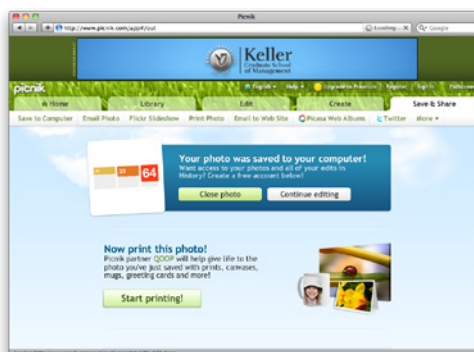 Picnik
http://www.picnik.com/app#/out
Loading...
Google
Keller
Graduate School
of Management
picnik
English
Help
Upgrade to Premium
Register
Sign In
Home
Library
Edit
Create
Save & Share
Save to Computer
Email Photo
Flickr Slideshow
Print Photo
Email to Web Site
Picasa Web Albums
Twitter
More
64
Your photo was saved to your computer!
Want access to your photos and all of your edits in
History? Create a free account below!
Close photo
Continue editing
Now print this photo!
Picnik partner QOOP will help give life to the
photo you've just saved with prints, canvases,
mugs, greeting cards and more!
Start printing!